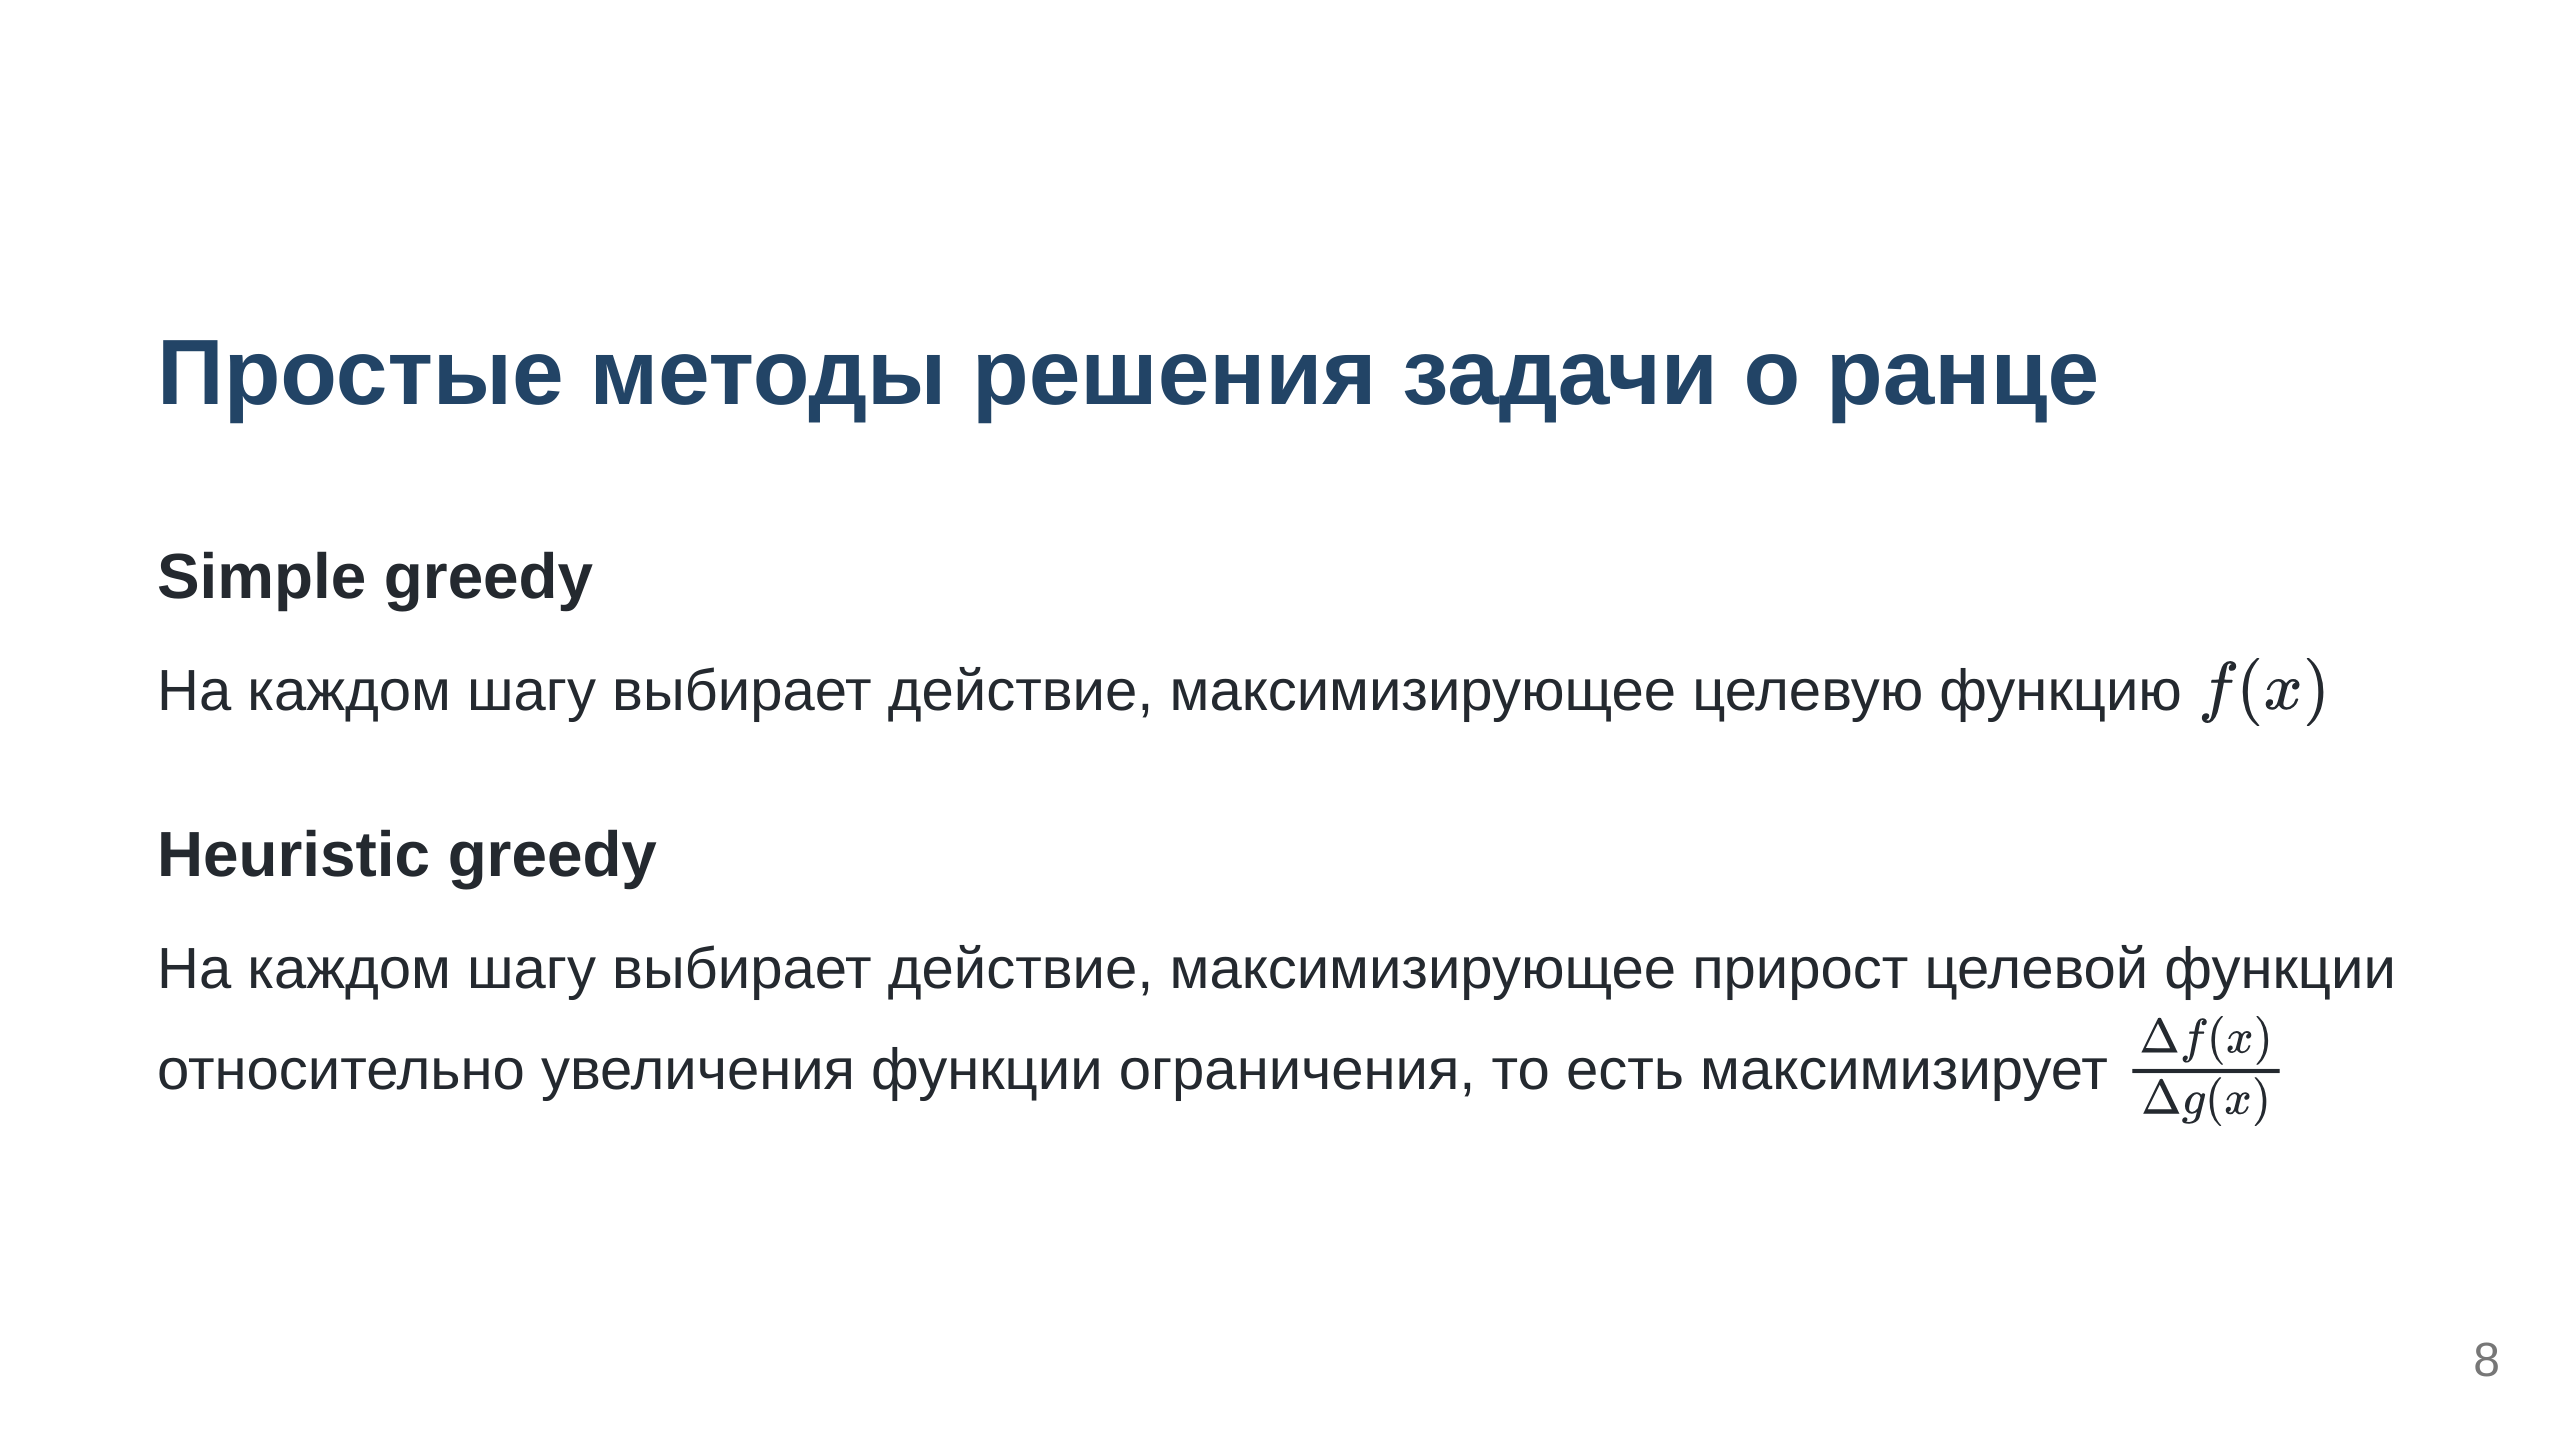 Простые методы решения задачи о ранце
Simple greedy
На каждом шагу выбирает действие, максимизирующее целевую функцию f(x)
Heuristic greedy
На каждом шагу выбирает действие, максимизирующее прирост целевой функции
относительно увеличения функции ограничения, то есть максимизирует Δf(x)/Δg(x)
8